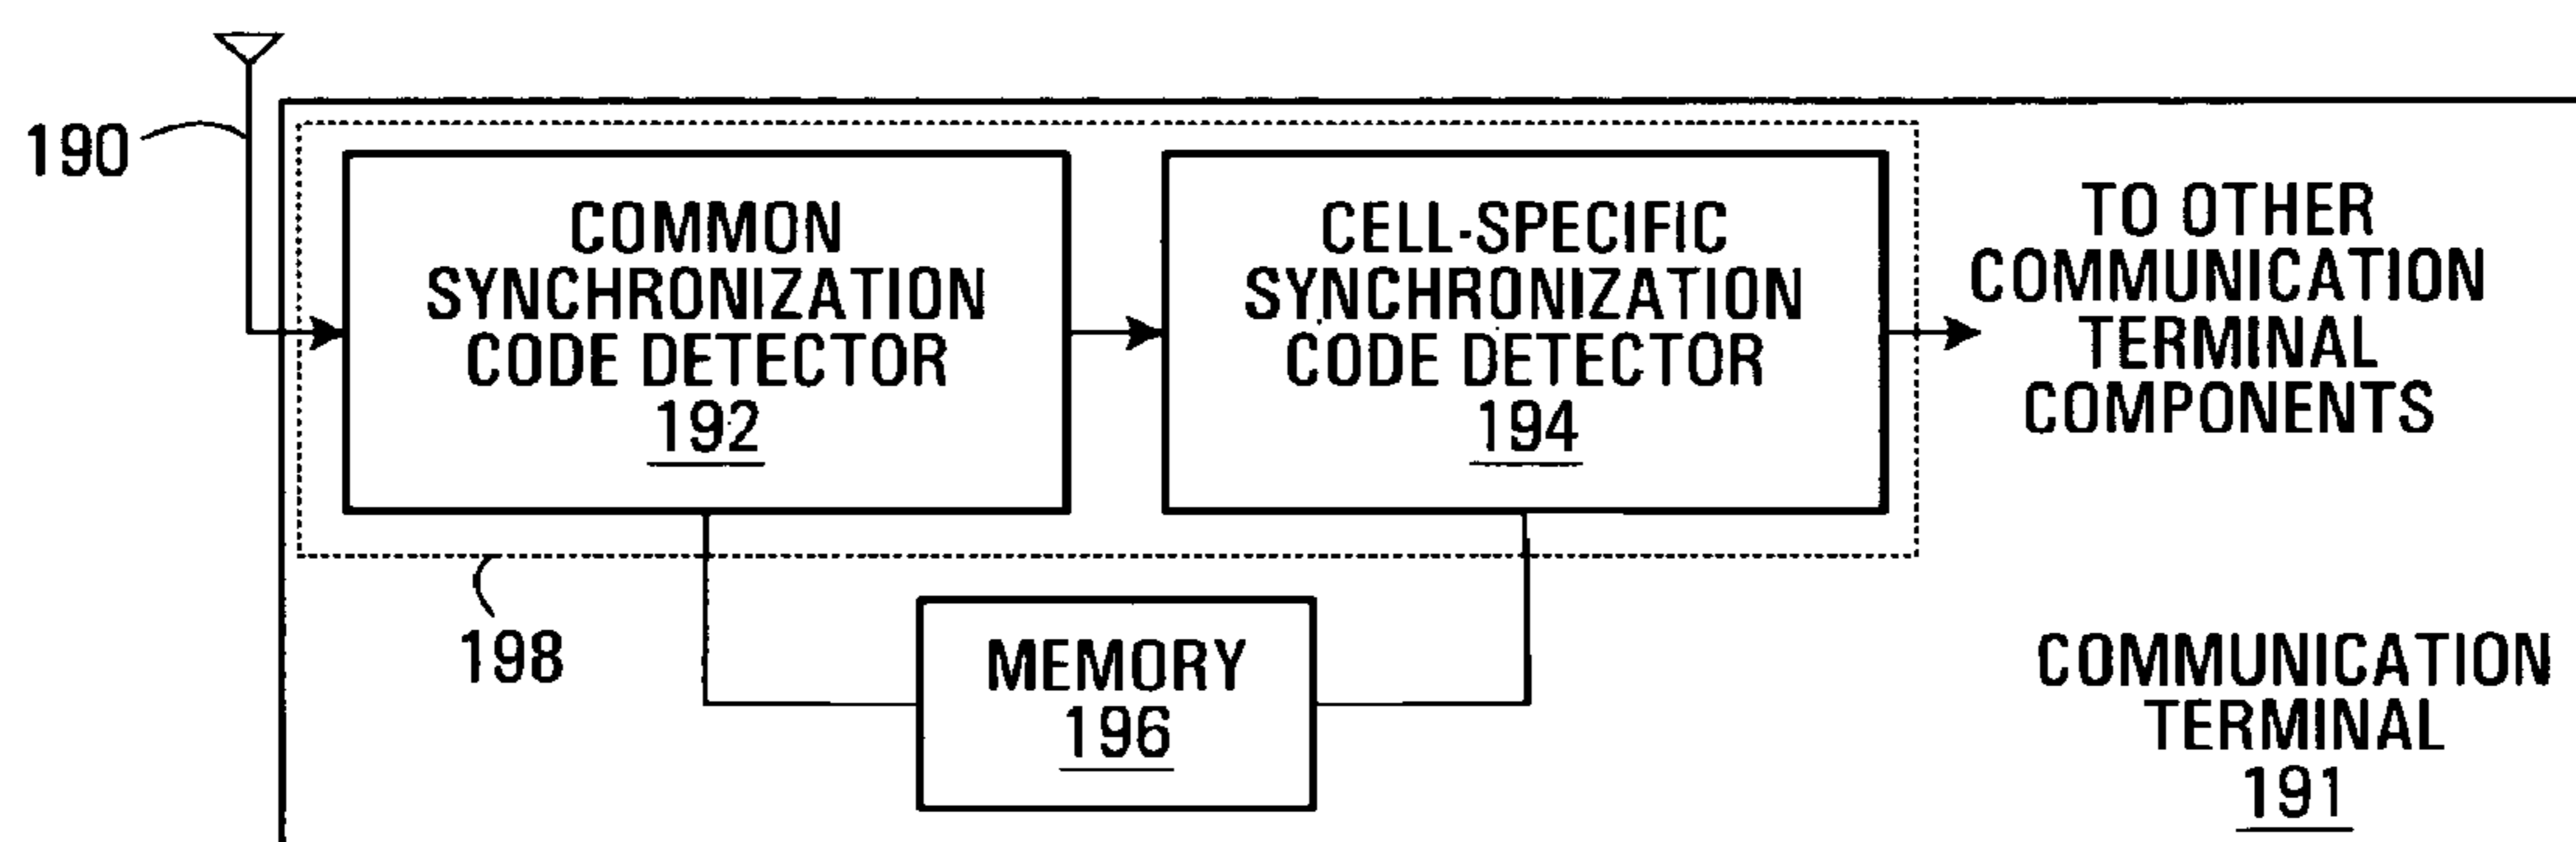 190
COMMON
SYNCHRONIZATION
CODE DETECTOR
192
CELL-SPECIFIC
SYNCHRONIZATION
CODE DETECTOR
194
TO OTHER
COMMUNICATION
TERMINAL
COMPONENTS
198
MEMORY
196
COMMUNICATION
TERMINAL
191